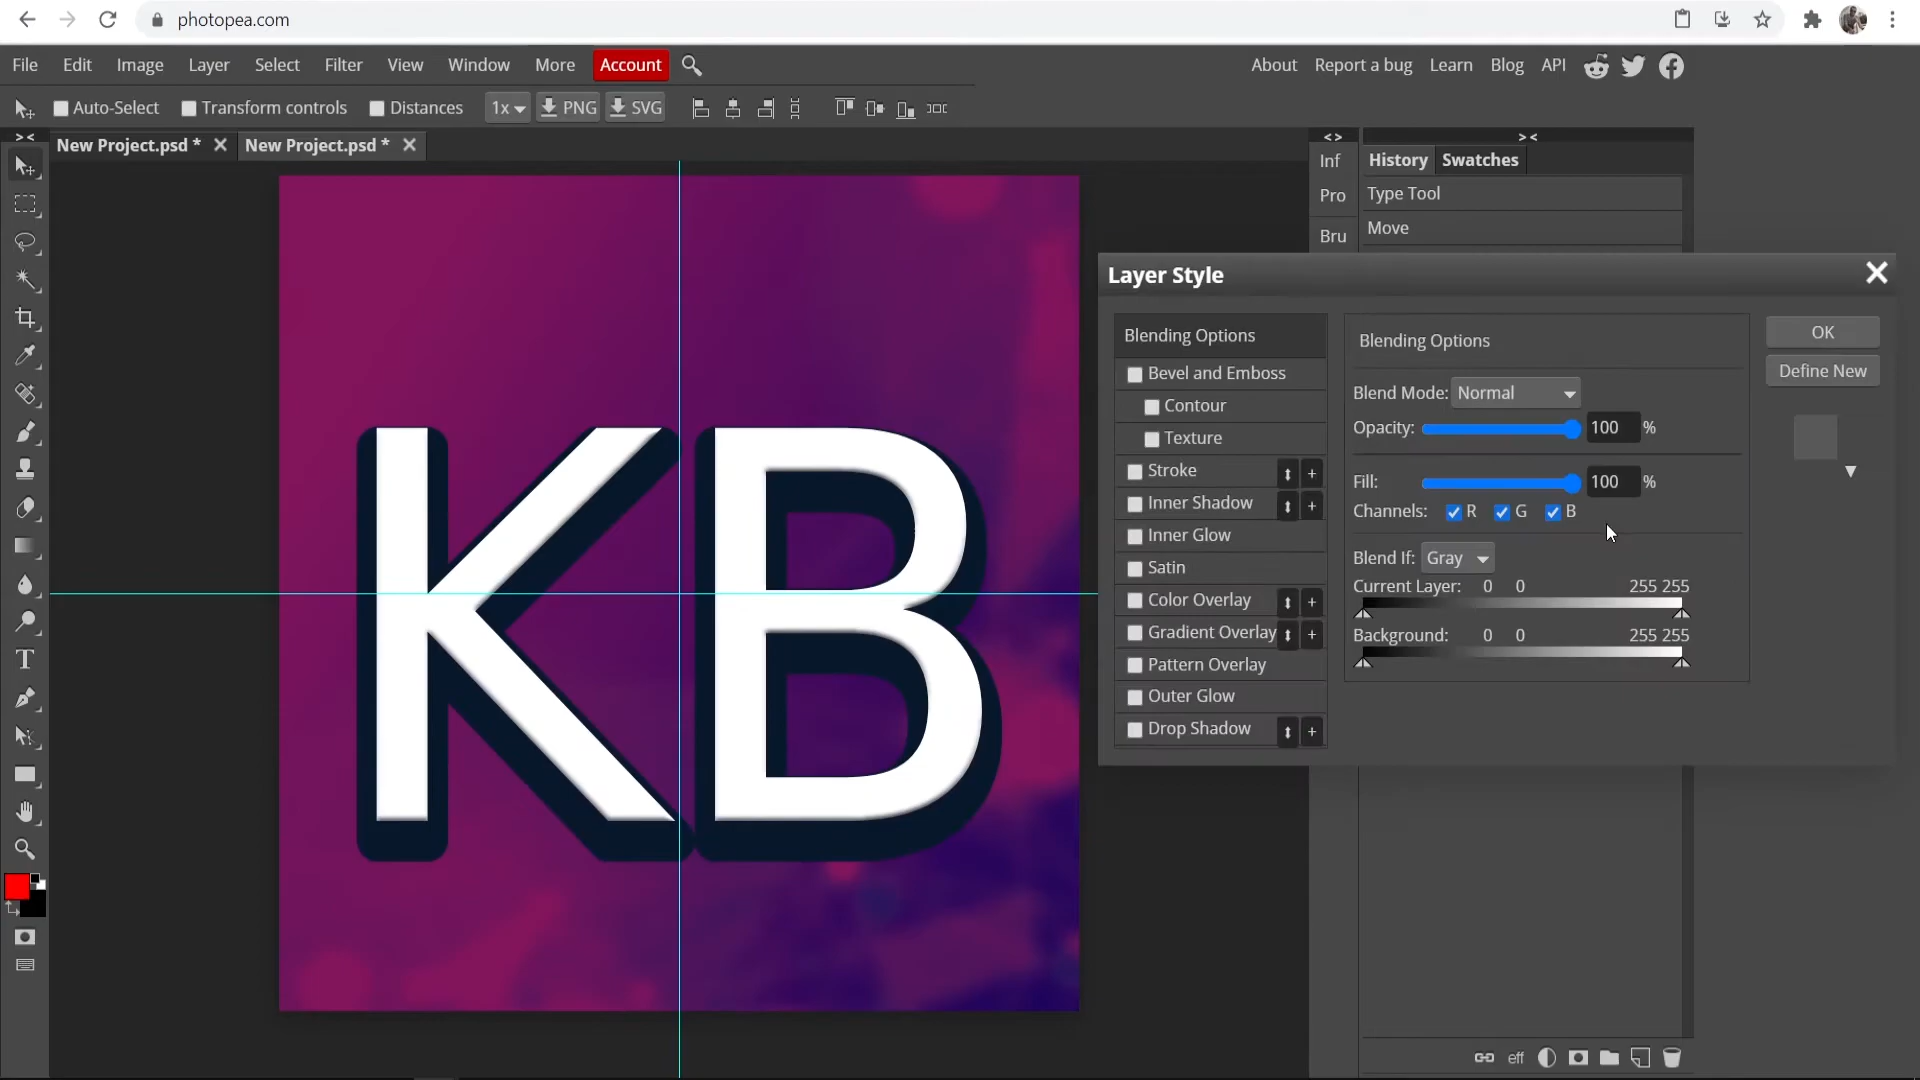 photopea.com
File Edit Image Layer Select Filter View Window More Account About Report a bug Learn Blog API
Auto-Select Transform controls Distances 1x PNG SVG
New Project.psd * New Project.psd *
Inf
History Swatches
Type Tool
Pro
Move
Bru
KB
Layer Style
Blending Options
Bevel and Emboss
Contour
Texture
Stroke
Inner Shadow
Inner Glow
Satin
Color Overlay
Gradient Overlay
Pattern Overlay
Outer Glow
Drop Shadow
Blending Options
Blend Mode: Normal
Opacity: 100 %
Fill: 100 %
Channels: R G B
Blend If: Gray
Current Layer: 0 0 255 255
Background: 0 0 255 255
OK
Define New
eff